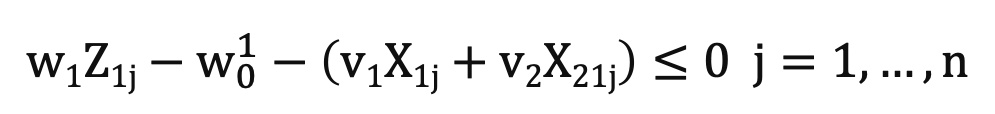 w₁Z₁ⱼ − w₀¹ − (v₁X₁ⱼ + v₂X₂₁ⱼ) ≤ 0 j = 1, … , n